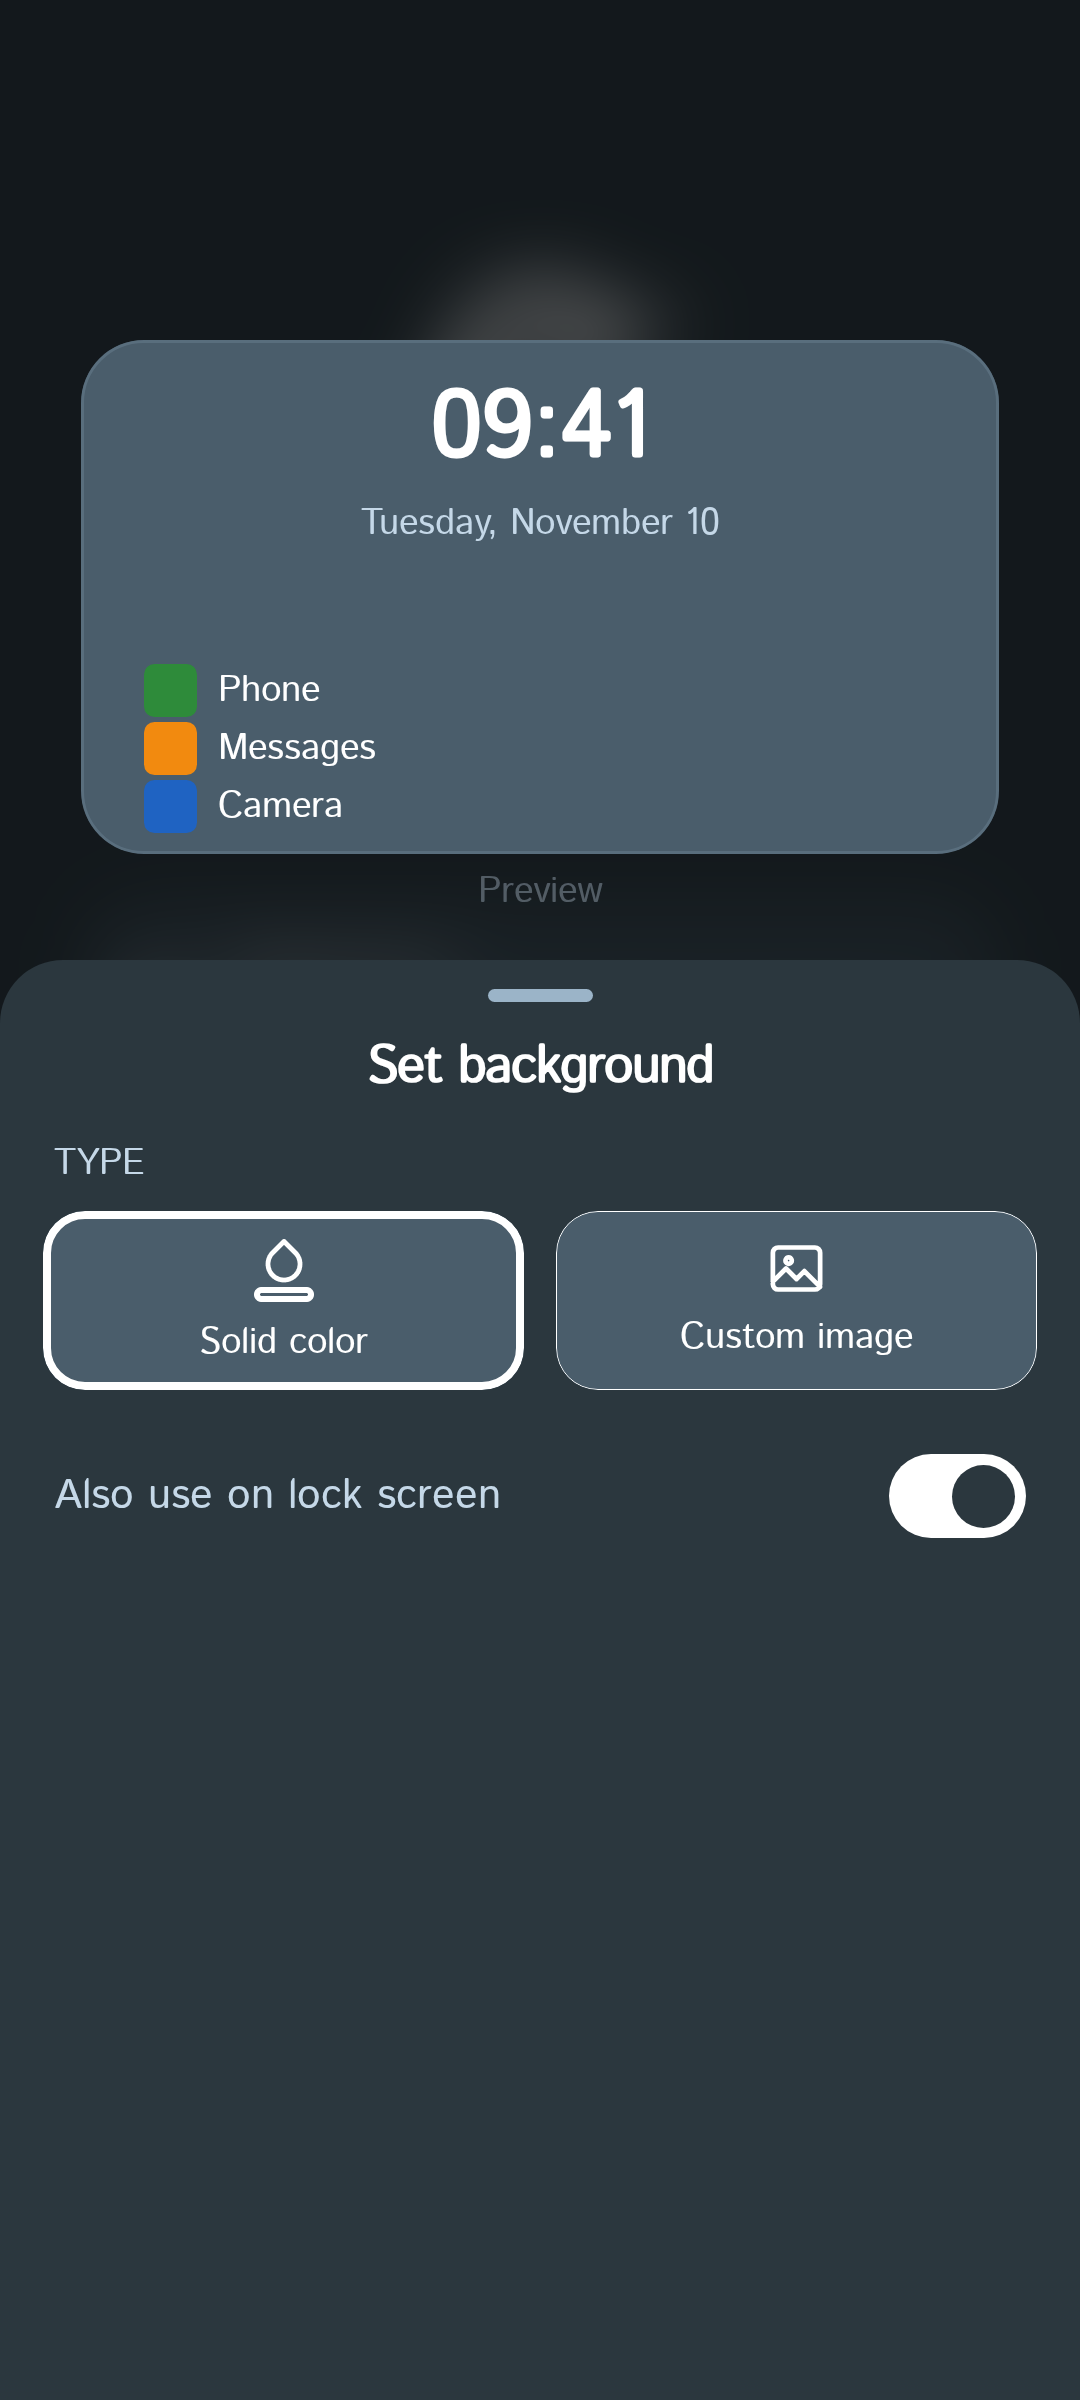 09:41
Tuesday, November 10
Phone
Messages
Camera
Preview
Set background
TYPE
Solid color
Custom image
Also use on lock screen